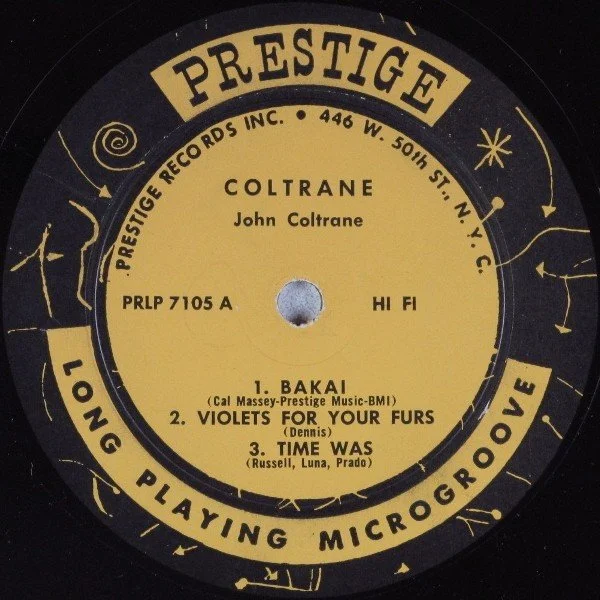 PRESTIGE
PRESTIGE RECORDS INC. • 446 W. 50th ST., N.Y.C.
COLTRANE
John Coltrane
PRLP 7105 A HI FI
1. BAKAI
(Cal Massey-Prestige Music-BMI)
2. VIOLETS FOR YOUR FURS
(Dennis)
3. TIME WAS
(Russell, Luna, Prado)
LONG PLAYING MICROGROOVE